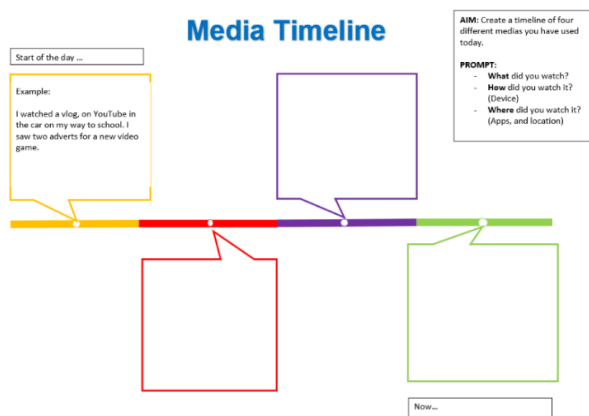 Media Timeline
AIM: Create a timeline of four
different medias you have used
today.
PROMPT:
- What did you watch?
- How did you watch it?
(Device)
- Where did you watch it?
(Apps, and location)
Start of the day ...
Example:
I watched a vlog, on YouTube in
the car on my way to school. I
saw two adverts for a new video
game.
Now...